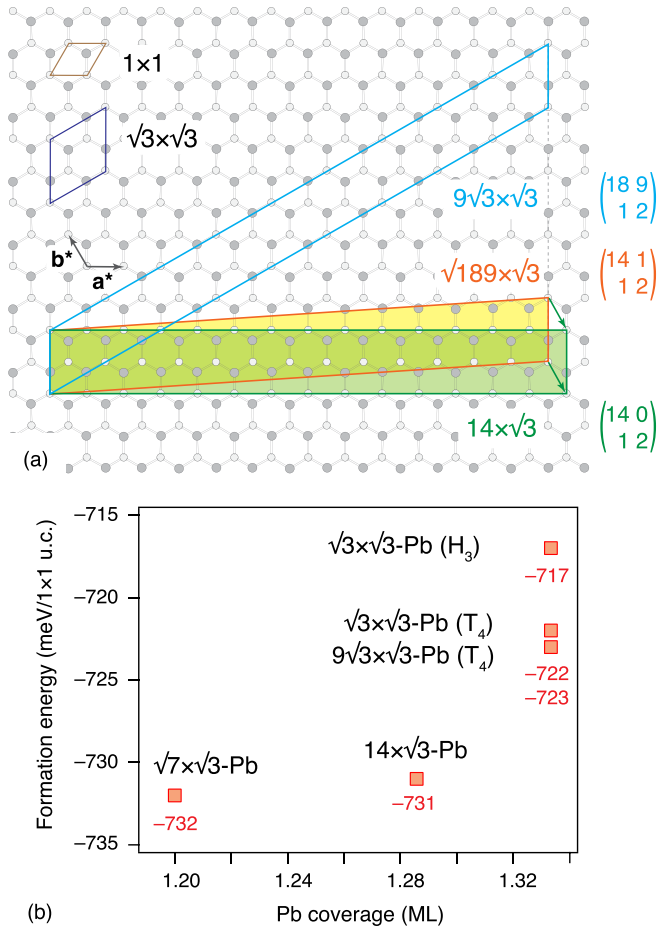 1×1
√3×√3
9√3×√3
(18 9
1 2)
b*
a*
√189×√3
(14 1
1 2)
14×√3
(14 0
1 2)
(a)
−715
−720
−725
−730
−735
Formation energy (meV/1×1 u.c.)
√3×√3-Pb (H₃)
−717
√3×√3-Pb (T₄)
9√3×√3-Pb (T₄)
−722
−723
√7×√3-Pb
−732
14×√3-Pb
−731
1.20
1.24
1.28
1.32
Pb coverage (ML)
(b)